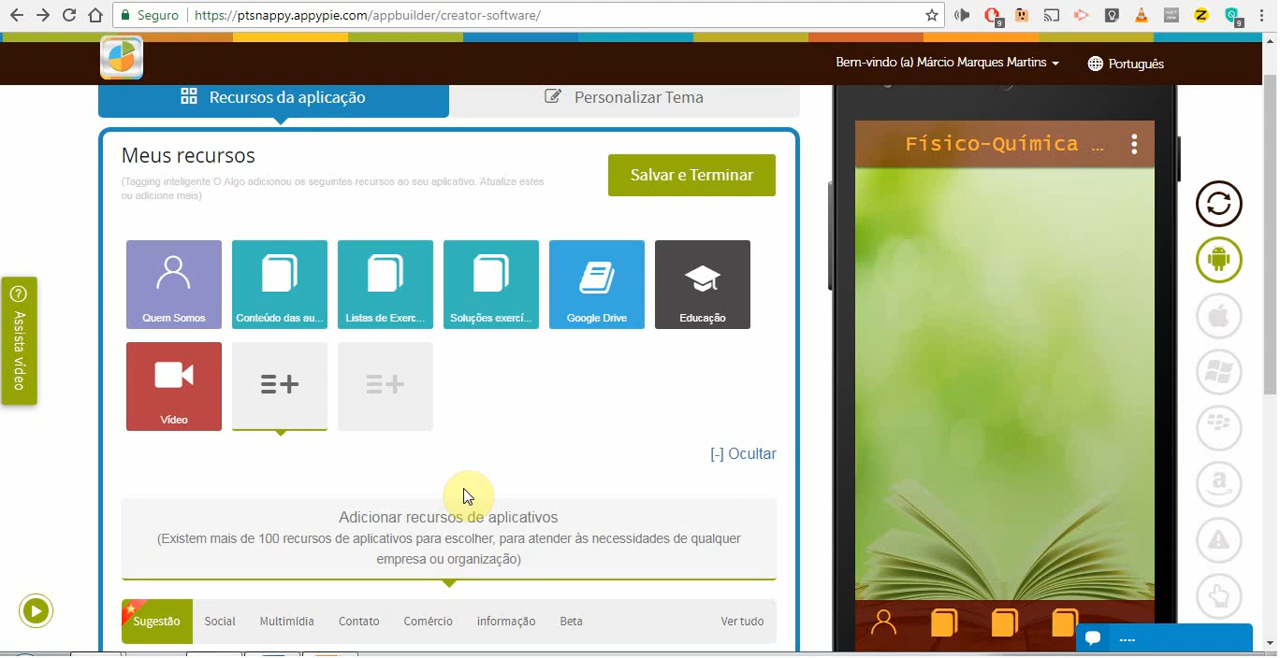 Seguro
https://ptsnappy.appypie.com/appbuilder/creator-software/
9
9
Bem-vindo (a) Márcio Marques Martins
Português
Recursos da aplicação
Personalizar Tema
Meus recursos
(Tagging inteligente O Algo adicionou os seguintes recursos ao seu aplicativo. Atualize estes
ou adicione mais)
Salvar e Terminar
Físico-Química ...
Quem Somos
Conteúdo das au...
Listas de Exerc...
Soluções exercí...
Google Drive
Educação
Assista vídeo
Vídeo
[-] Ocultar
Adicionar recursos de aplicativos
(Existem mais de 100 recursos de aplicativos para escolher, para atender às necessidades de qualquer
empresa ou organização)
Sugestão
Social
Multimídia
Contato
Comércio
informação
Beta
Ver tudo
....